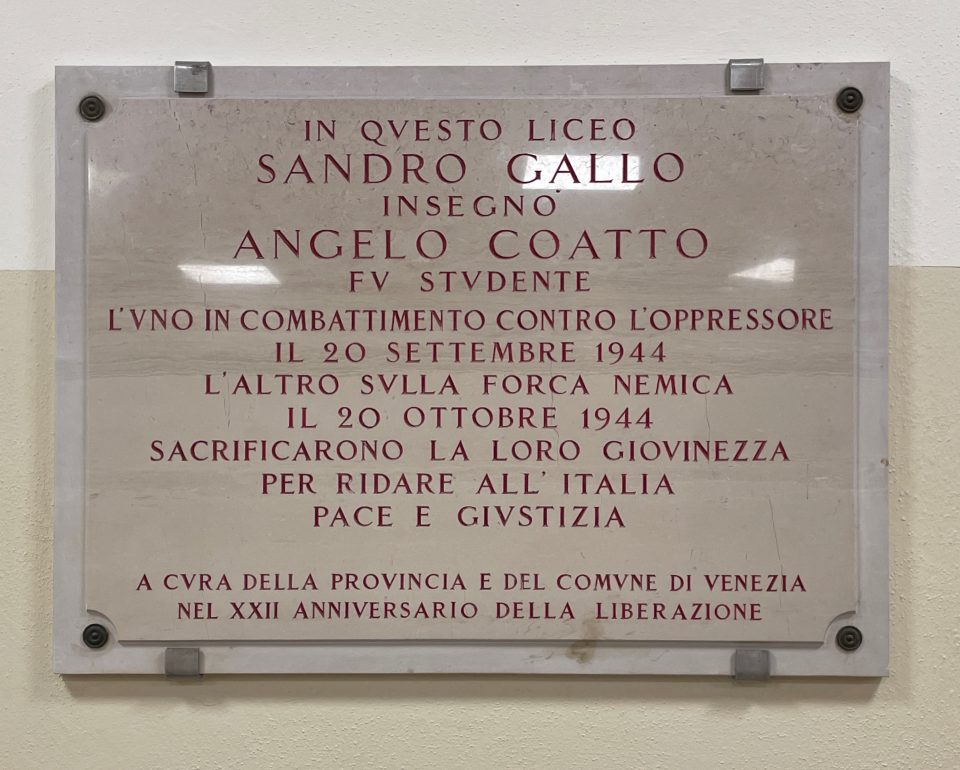 IN QVESTO LICEO
SANDRO GALLO
INSEGNÒ
ANGELO COATTO
FV STVDENTE
L'VNO IN COMBATTIMENTO CONTRO L'OPPRESSORE
IL 20 SETTEMBRE 1944
L'ALTRO SVLLA FORCA NEMICA
IL 20 OTTOBRE 1944
SACRIFICARONO LA LORO GIOVINEZZA
PER RIDARE ALL' ITALIA
PACE E GIVSTIZIA
A CVRA DELLA PROVINCIA E DEL COMVNE DI VENEZIA
NEL XXII ANNIVERSARIO DELLA LIBERAZIONE